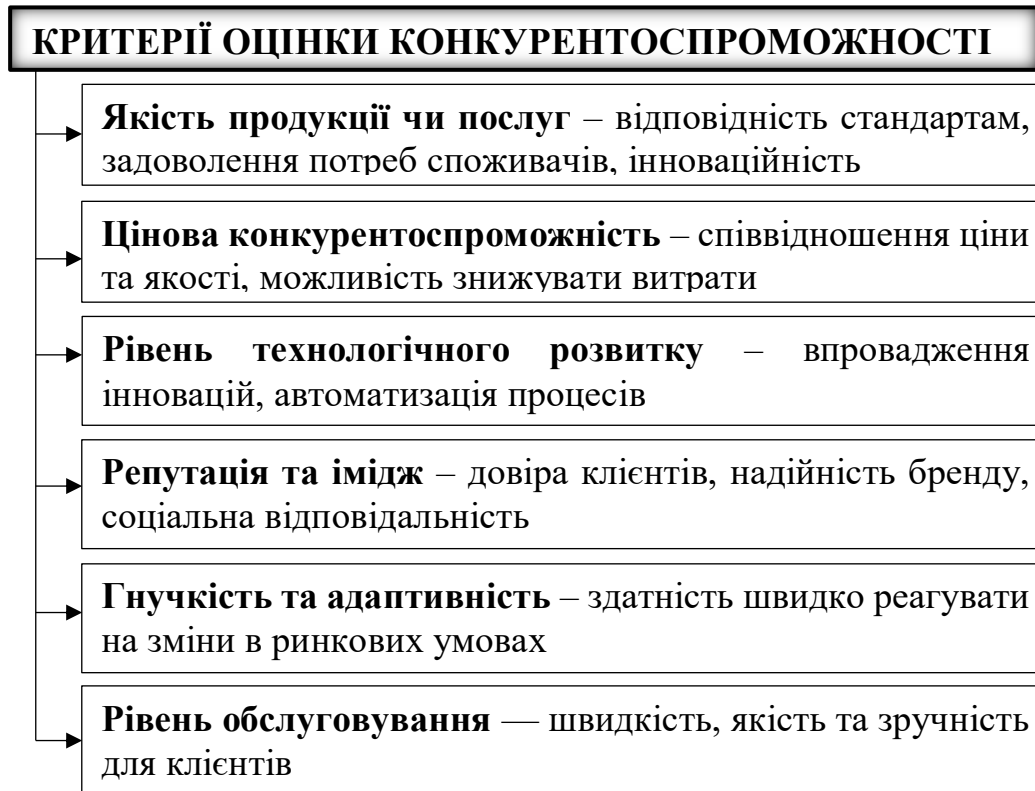 КРИТЕРІЇ ОЦІНКИ КОНКУРЕНТОСПРОМОЖНОСТІ
Якість продукції чи послуг – відповідність стандартам,
задоволення потреб споживачів, інноваційність
Цінова конкурентоспроможність – співвідношення ціни
та якості, можливість знижувати витрати
Рівень технологічного розвитку – впровадження
інновацій, автоматизація процесів
Репутація та імідж – довіра клієнтів, надійність бренду,
соціальна відповідальність
Гнучкість та адаптивність – здатність швидко реагувати
на зміни в ринкових умовах
Рівень обслуговування — швидкість, якість та зручність
для клієнтів